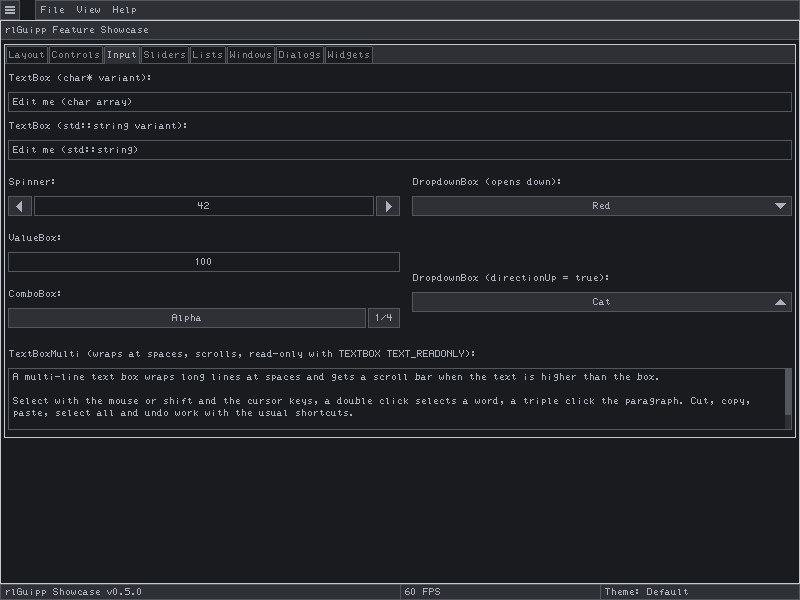 File View Help
rlGuipp Feature Showcase
Layout Controls Input Sliders Lists Windows Dialogs Widgets
TextBox (char* variant):
Edit me (char array)
TextBox (std::string variant):
Edit me (std::string)
Spinner:
42
DropdownBox (opens down):
Red
ValueBox:
100
DropdownBox (directionUp = true):
Cat
ComboBox:
Alpha 1/4
TextBoxMulti (wraps at spaces, scrolls, read-only with TEXTBOX TEXT_READONLY):
A multi-line text box wraps long lines at spaces and gets a scroll bar when the text is higher than the box.
Select with the mouse or shift and the cursor keys, a double click selects a word, a triple click the paragraph. Cut, copy,
paste, select all and undo work with the usual shortcuts.
rlGuipp Showcase v0.5.0 60 FPS Theme: Default